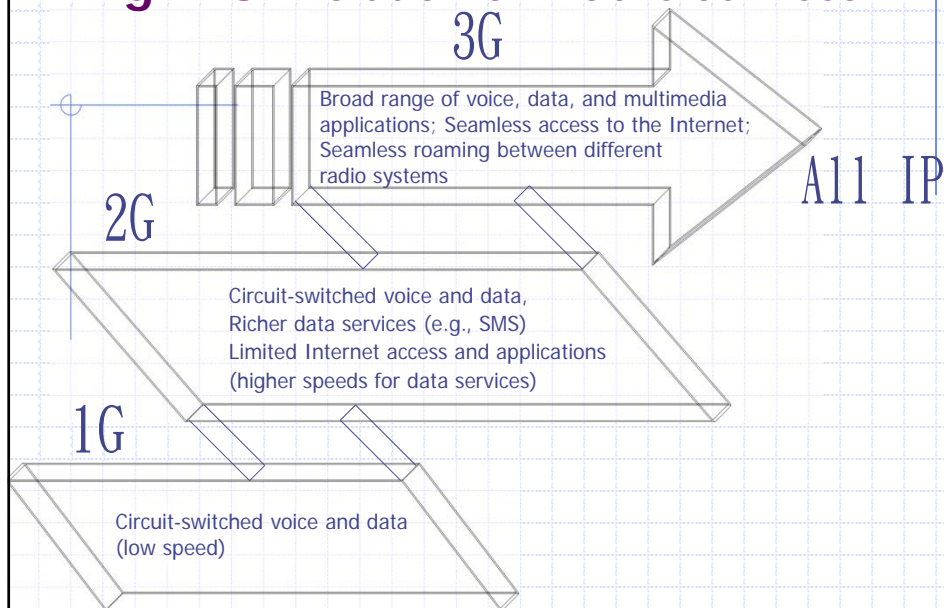 3G
Broad range of voice, data, and multimedia
applications; Seamless access to the Internet;
Seamless roaming between different
radio systems
All IP
2G
Circuit-switched voice and data,
Richer data services (e.g., SMS)
Limited Internet access and applications
(higher speeds for data services)
1G
Circuit-switched voice and data
(low speed)